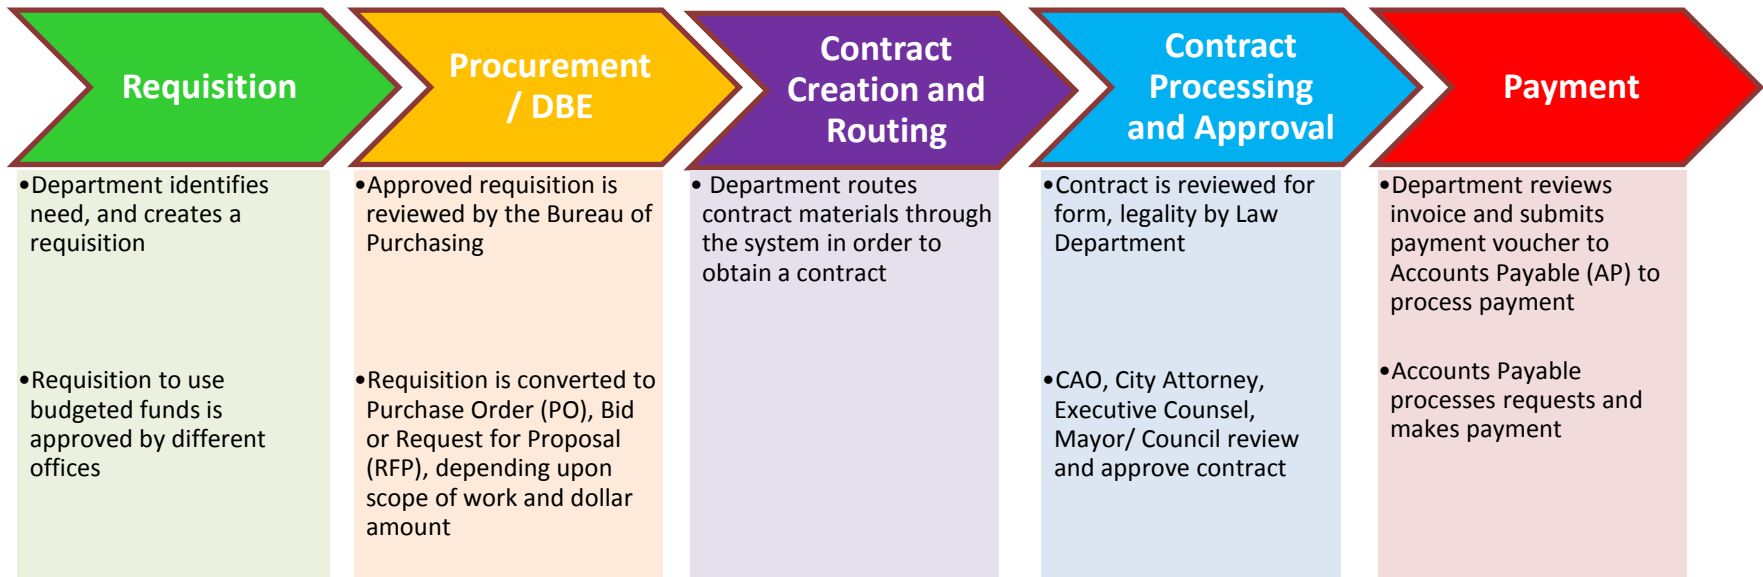 Requisition
Procurement
/ DBE
Contract
Creation and
Routing
Contract
Processing
and Approval
Payment
•Department identifies
need, and creates a
requisition
•Requisition to use
budgeted funds is
approved by different
offices
•Approved requisition is
reviewed by the Bureau of
Purchasing
•Requisition is converted to
Purchase Order (PO), Bid
or Request for Proposal
(RFP), depending upon
scope of work and dollar
amount
• Department routes
contract materials through
the system in order to
obtain a contract
•Contract is reviewed for
form, legality by Law
Department
•CAO, City Attorney,
Executive Counsel,
Mayor/ Council review
and approve contract
•Department reviews
invoice and submits
payment voucher to
Accounts Payable (AP) to
process payment
•Accounts Payable
processes requests and
makes payment